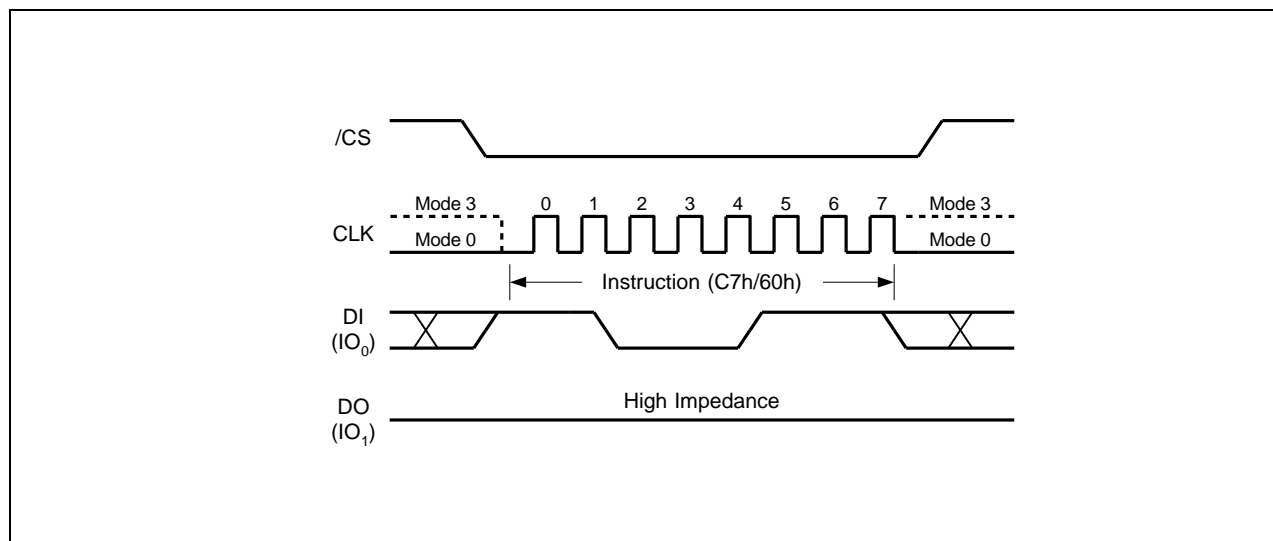 /CS
Mode 3 0 1 2 3 4 5 6 7 Mode 3
CLK Mode 0 Mode 0
Instruction (C7h/60h)
DI
(IO0)
High Impedance
DO
(IO1)